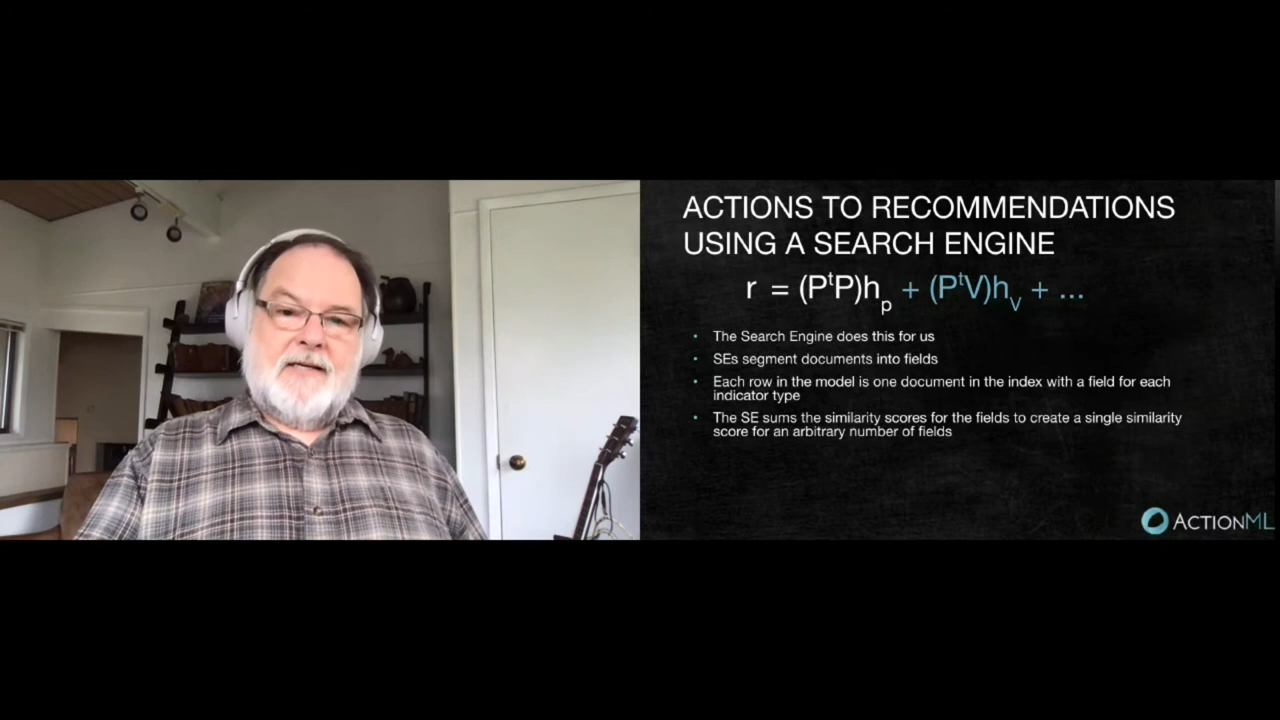 ACTIONS TO RECOMMENDATIONS
USING A SEARCH ENGINE
r = (PᵗP)hₚ + (PᵗV)hᵥ + ...
• The Search Engine does this for us
• SEs segment documents into fields
• Each row in the model is one document in the index with a field for each
indicator type
• The SE sums the similarity scores for the fields to create a single similarity
score for an arbitrary number of fields
ACTIONML